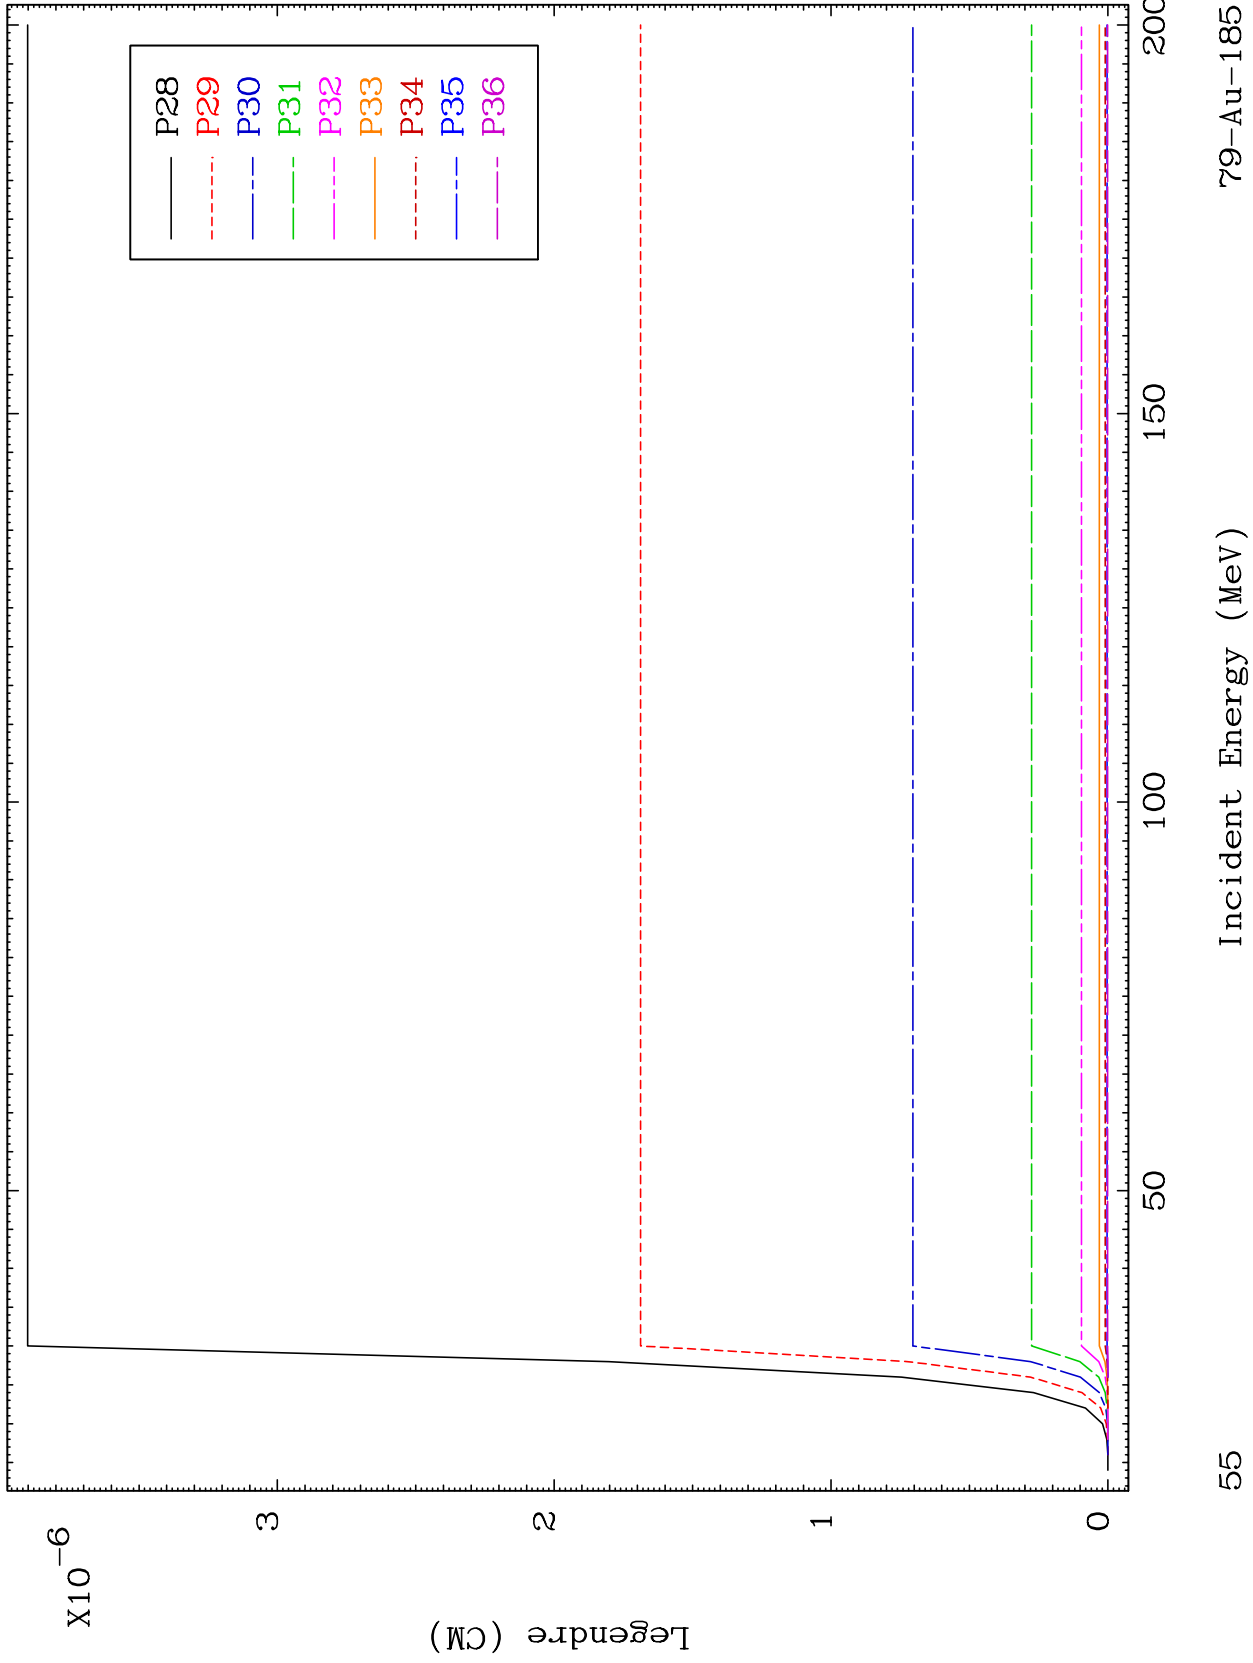 X10-6
Legendre (CM)
3
2
1
0
P28
P29
P30
P31
P32
P33
P34
P35
P36
50
100
150
200
Incident Energy (MeV)
55
79-Au-185